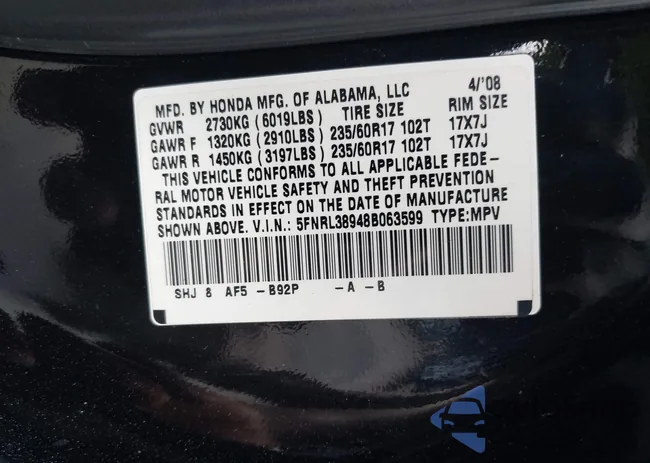 MFD. BY HONDA MFG. OF ALABAMA, LLC 4/'08
GVWR 2730KG (6019LBS) TIRE SIZE RIM SIZE
GAWR F 1320KG (2910LBS) 235/60R17 102T 17X7J
GAWR R 1450KG (3197LBS) 235/60R17 102T 17X7J
THIS VEHICLE CONFORMS TO ALL APPLICABLE FEDE-
RAL MOTOR VEHICLE SAFETY AND THEFT PREVENTION
STANDARDS IN EFFECT ON THE DATE OF MANUFACTURE
SHOWN ABOVE. V.I.N.: 5FNRL38948B063599 TYPE:MPV
SHJ 8 AF5 -B92P -A -B